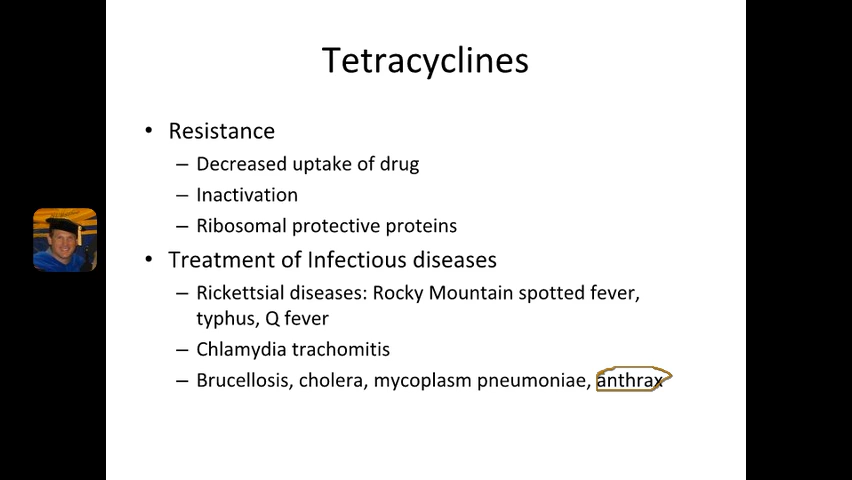 Tetracyclines
• Resistance
– Decreased uptake of drug
– Inactivation
– Ribosomal protective proteins
• Treatment of Infectious diseases
– Rickettsial diseases: Rocky Mountain spotted fever,
typhus, Q fever
– Chlamydia trachomitis
– Brucellosis, cholera, mycoplasm pneumoniae, anthrax